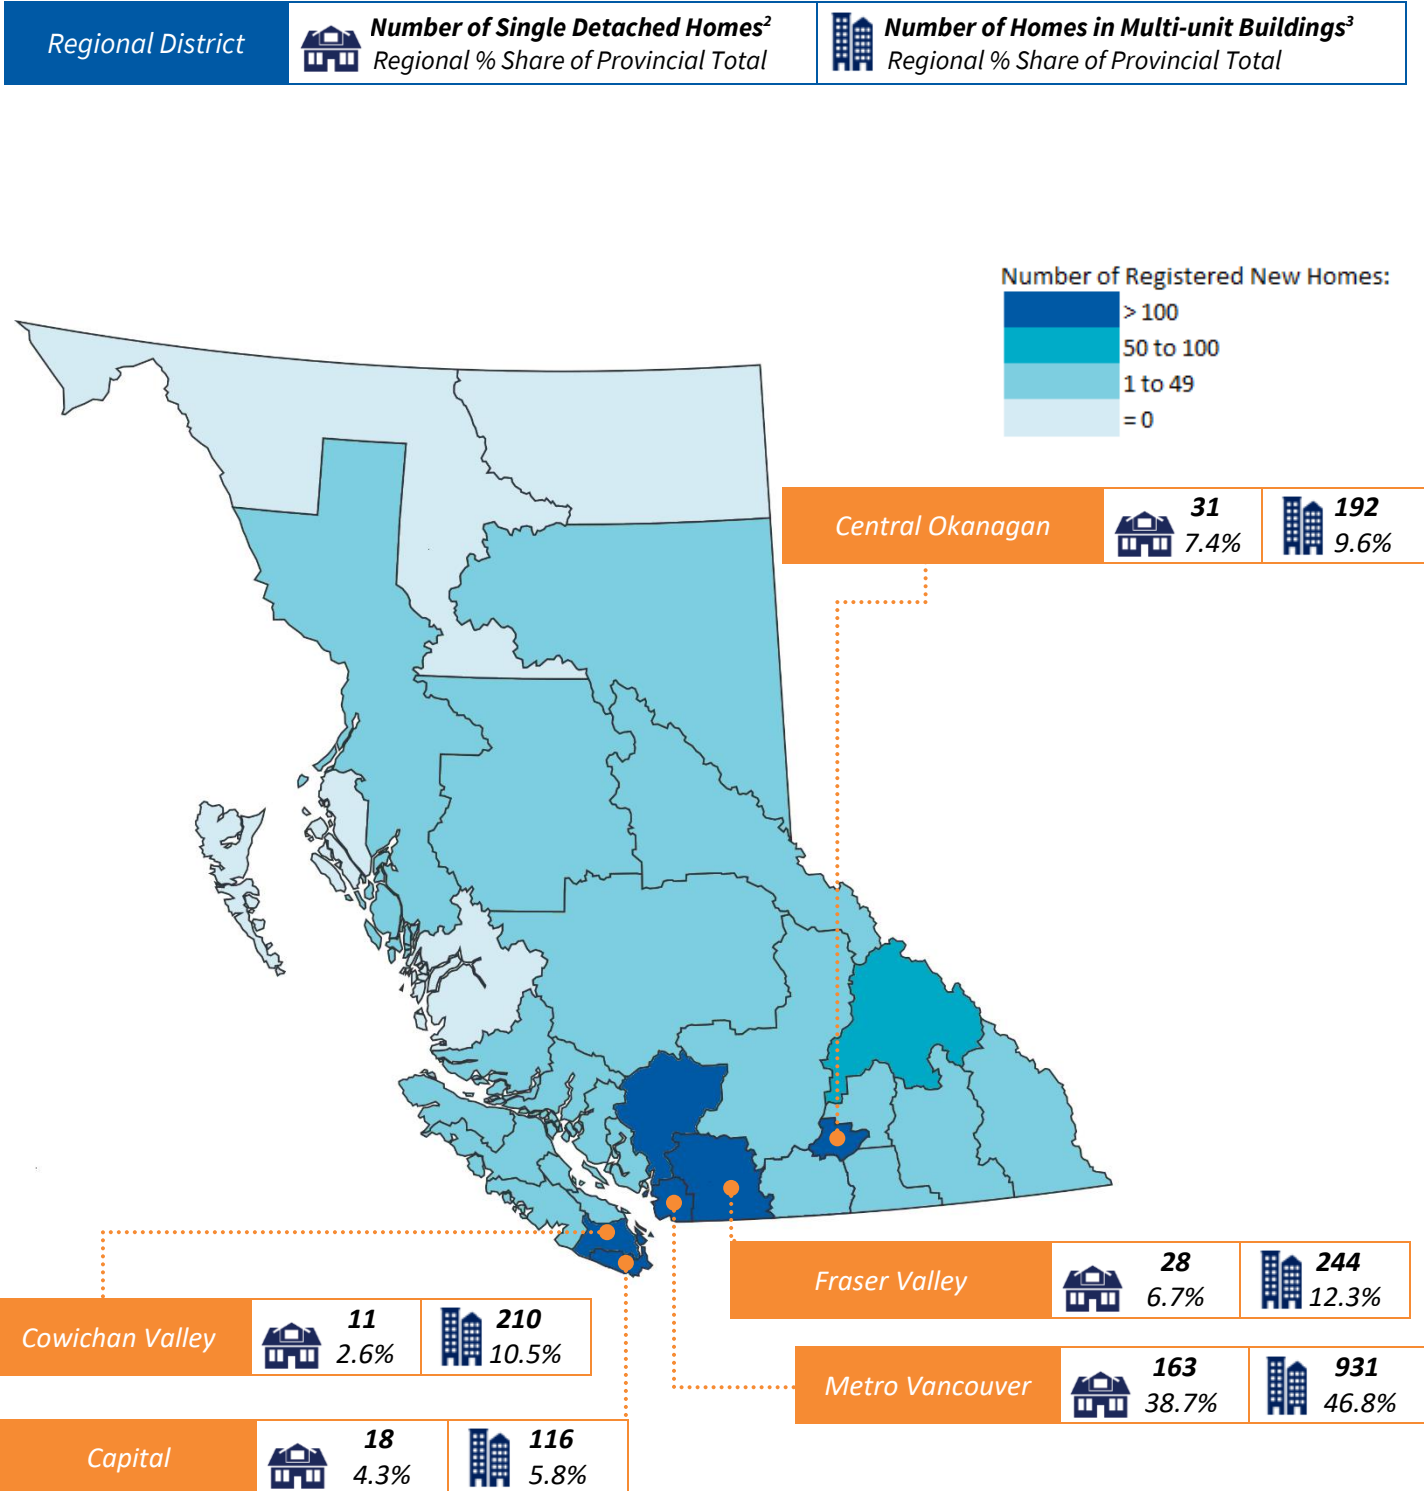 Regional District
Number of Single Detached Homes²
Regional % Share of Provincial Total
Number of Homes in Multi-unit Buildings³
Regional % Share of Provincial Total
Number of Registered New Homes:
> 100
50 to 100
1 to 49
= 0
Central Okanagan
31
7.4%
192
9.6%
Fraser Valley
28
6.7%
244
12.3%
Cowichan Valley
11
2.6%
210
10.5%
Metro Vancouver
163
38.7%
931
46.8%
Capital
18
4.3%
116
5.8%